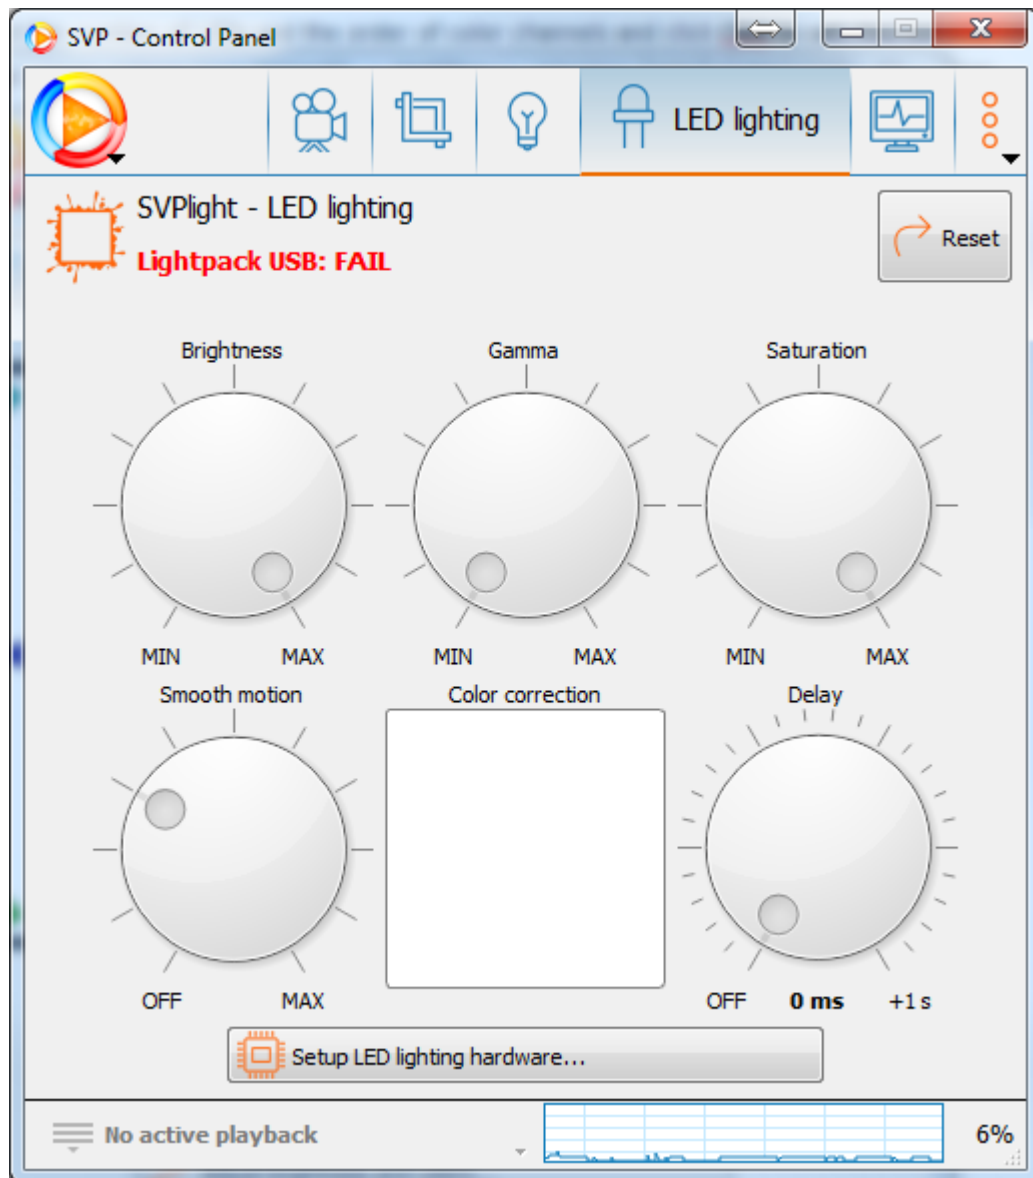 SVP - Control Panel
LED lighting
SVPlight - LED lighting
Lightpack USB: FAIL
Reset
Brightness
Gamma
Saturation
MIN MAX MIN MAX MIN MAX
Smooth motion
Color correction
Delay
OFF MAX OFF 0 ms +1 s
Setup LED lighting hardware...
No active playback
6%